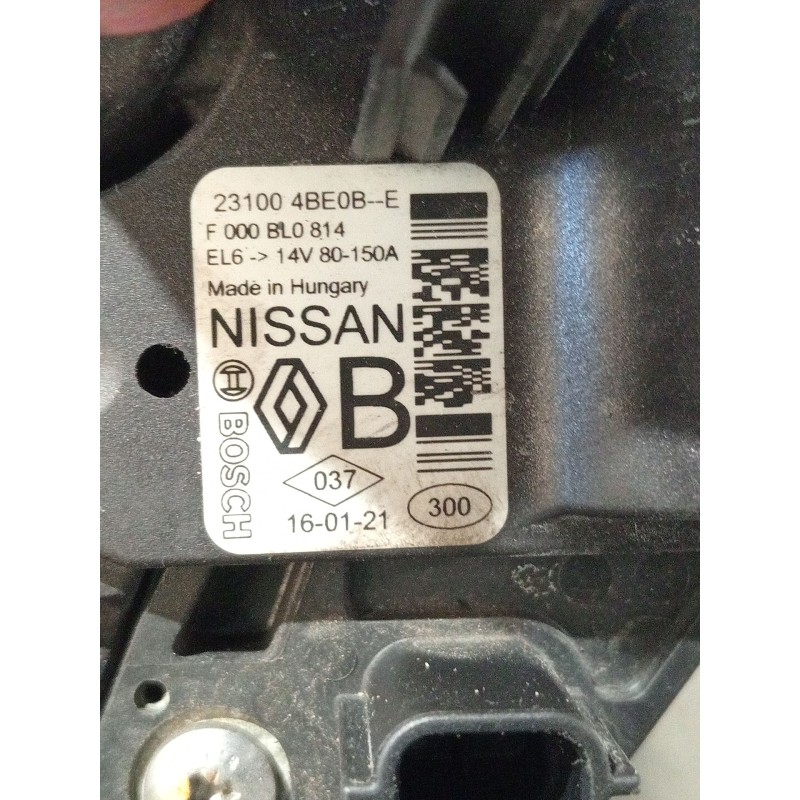 23100 4BE0B--E
F 000 BL0 814
EL6 -> 14V 80-150A
Made in Hungary
NISSAN
B
BOSCH
037
16-01-21
300